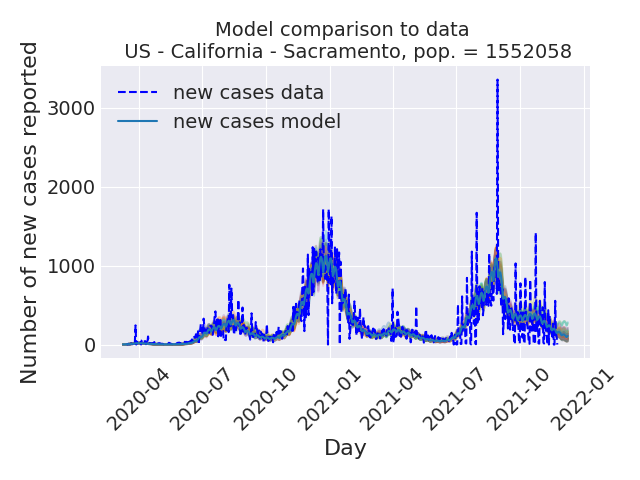 Model comparison to data
US - California - Sacramento, pop. = 1552058
Number of new cases reported
3000
2000
1000
0
new cases data
new cases model
2020-04
2020-07
2020-10
2021-01
2021-04
2021-07
2021-10
2022-01
Day